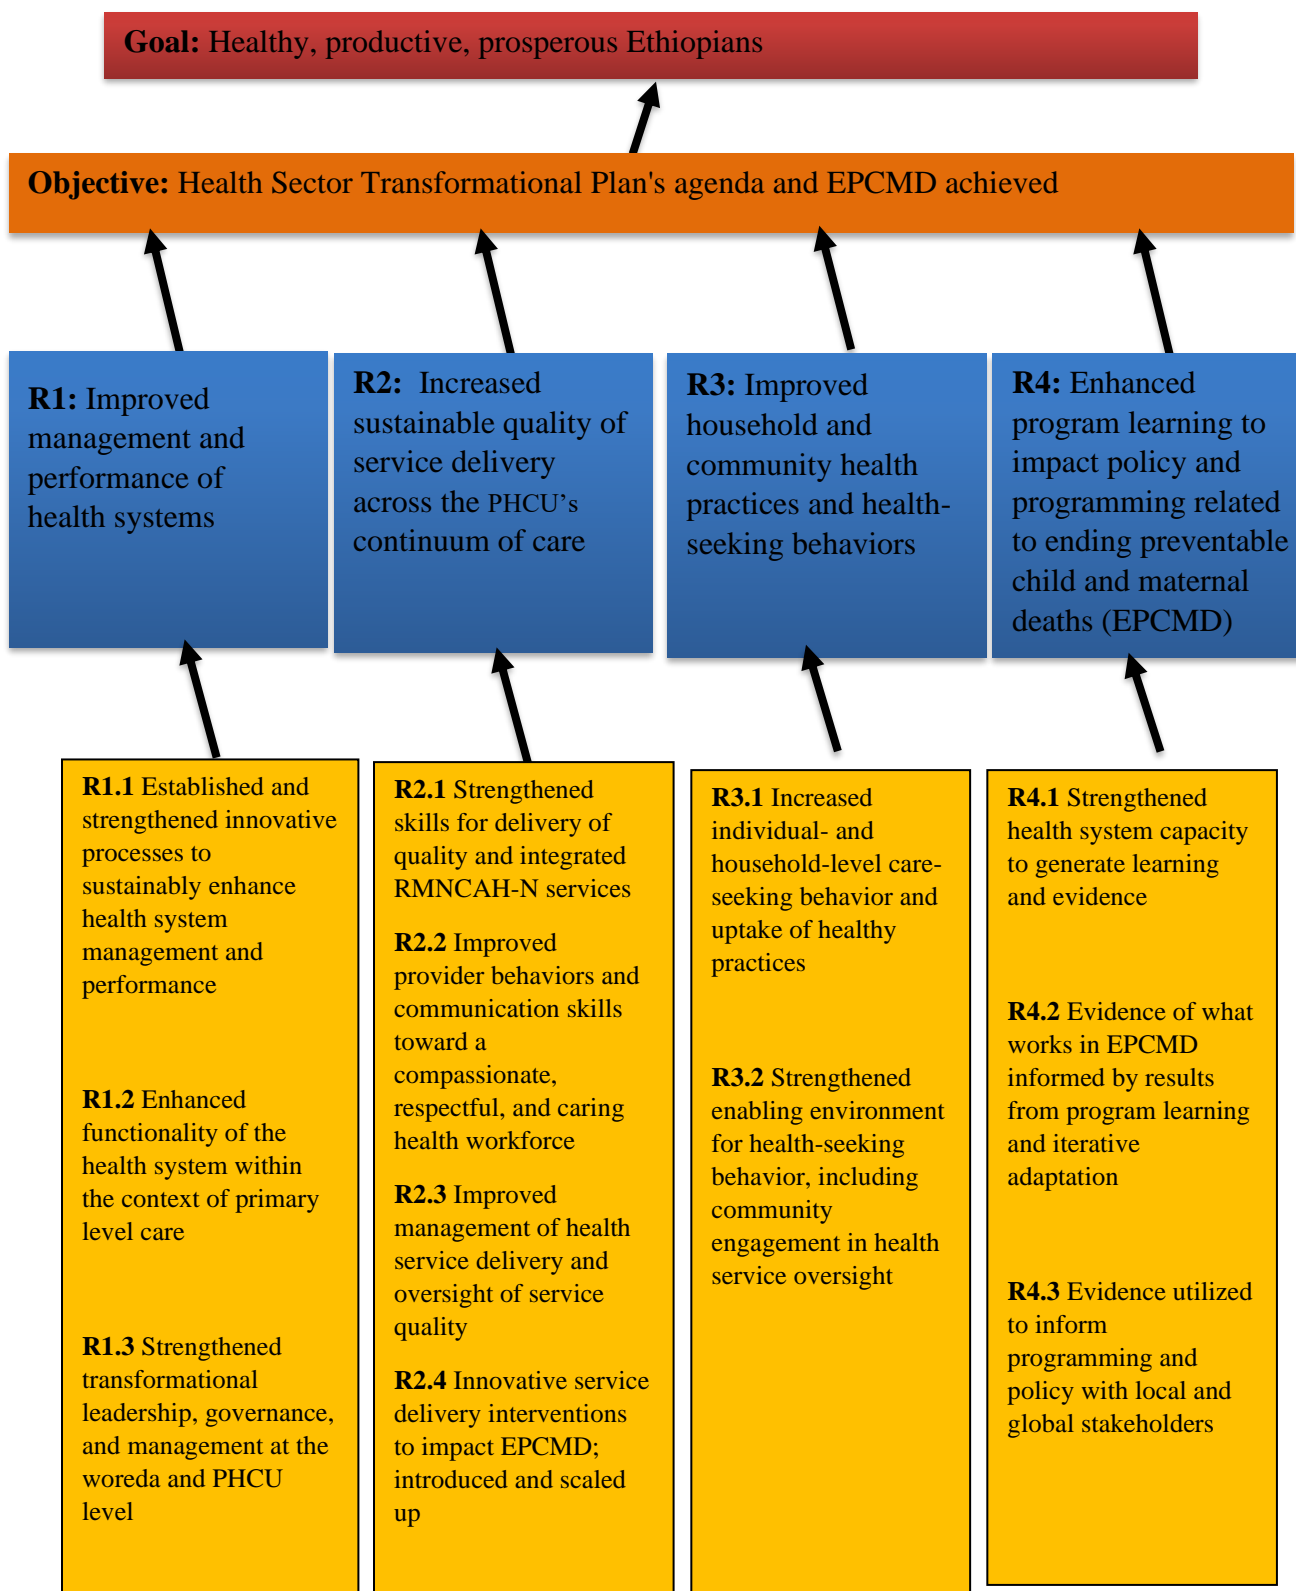 Goal: Healthy, productive, prosperous Ethiopians
Objective: Health Sector Transformational Plan's agenda and EPCMD achieved
R1: Improved
management and
performance of
health systems
R2: Increased
sustainable quality of
service delivery
across the PHCU's
continuum of care
R3: Improved
household and
community health
practices and health-
seeking behaviors
R4: Enhanced
program learning to
impact policy and
programming related
to ending preventable
child and maternal
deaths (EPCMD)
R1.1 Established and
strengthened innovative
processes to
sustainably enhance
health system
management and
performance
R1.2 Enhanced
functionality of the
health system within
the context of primary
level care
R1.3 Strengthened
transformational
leadership, governance,
and management at the
woreda and PHCU
level
R2.1 Strengthened
skills for delivery of
quality and integrated
RMNCAH-N services
R2.2 Improved
provider behaviors and
communication skills
toward a
compassionate,
respectful, and caring
health workforce
R2.3 Improved
management of health
service delivery and
oversight of service
quality
R2.4 Innovative service
delivery interventions
to impact EPCMD;
introduced and scaled
up
R3.1 Increased
individual- and
household-level care-
seeking behavior and
uptake of healthy
practices
R3.2 Strengthened
enabling environment
for health-seeking
behavior, including
community
engagement in health
service oversight
R4.1 Strengthened
health system capacity
to generate learning
and evidence
R4.2 Evidence of what
works in EPCMD
informed by results
from program learning
and iterative
adaptation
R4.3 Evidence utilized
to inform
programming and
policy with local and
global stakeholders